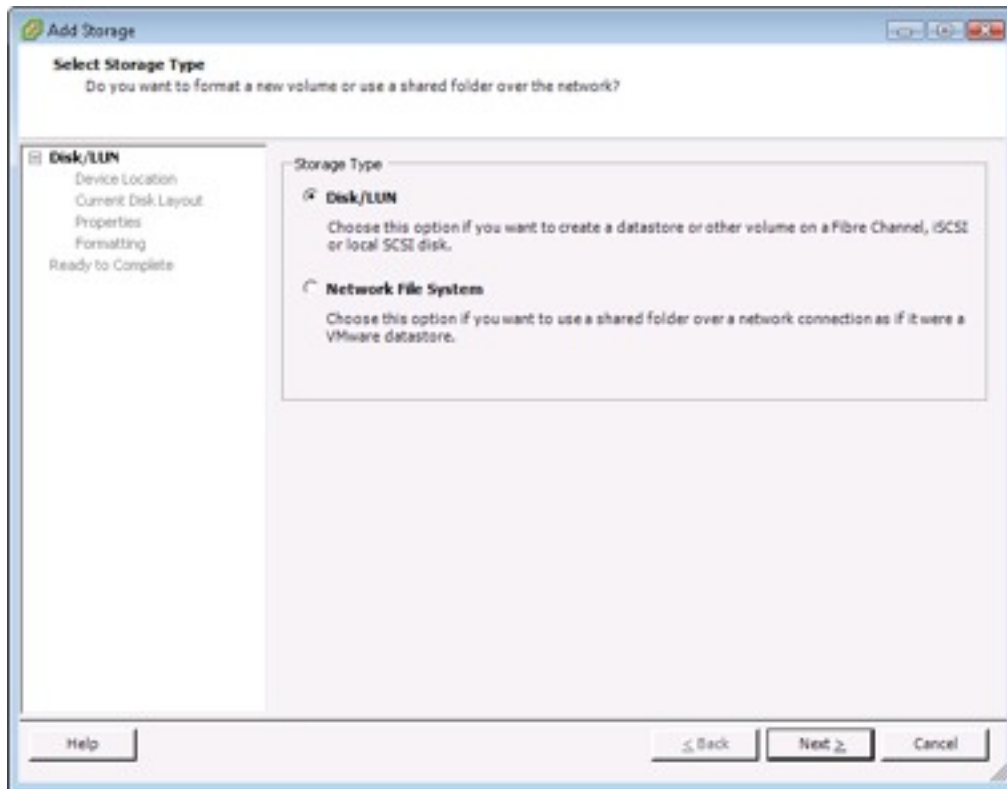 Add Storage
Select Storage Type
Do you want to format a new volume or use a shared folder over the network?
Disk/LUN
Device Location
Current Disk Layout
Properties
Formatting
Ready to Complete
Storage Type
Disk/LUN
Choose this option if you want to create a datastore or other volume on a Fibre Channel, iSCSI
or local SCSI disk.
Network File System
Choose this option if you want to use a shared folder over a network connection as if it were a
VMware datastore.
Help
< Back
Next >
Cancel